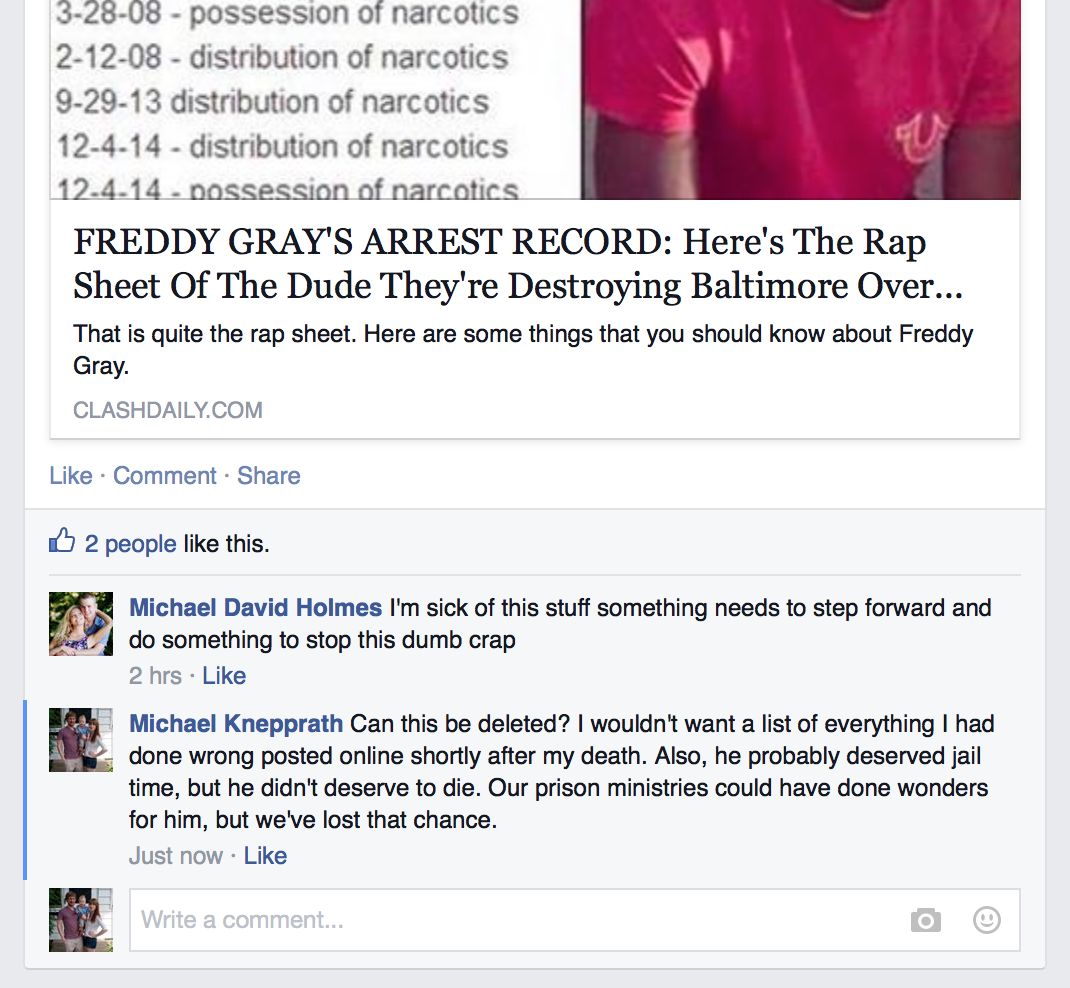 3-28-08 - possession of narcotics
2-12-08 - distribution of narcotics
9-29-13 distribution of narcotics
12-4-14 - distribution of narcotics
12-4-14 - possession of narcotics
FREDDY GRAY'S ARREST RECORD: Here's The Rap
Sheet Of The Dude They're Destroying Baltimore Over...
That is quite the rap sheet. Here are some things that you should know about Freddy
Gray.
CLASHDAILY.COM
Like · Comment · Share
2 people like this.
Michael David Holmes I'm sick of this stuff something needs to step forward and
do something to stop this dumb crap
2 hrs · Like
Michael Knepprath Can this be deleted? I wouldn't want a list of everything I had
done wrong posted online shortly after my death. Also, he probably deserved jail
time, but he didn't deserve to die. Our prison ministries could have done wonders
for him, but we've lost that chance.
Just now · Like
Write a comment...